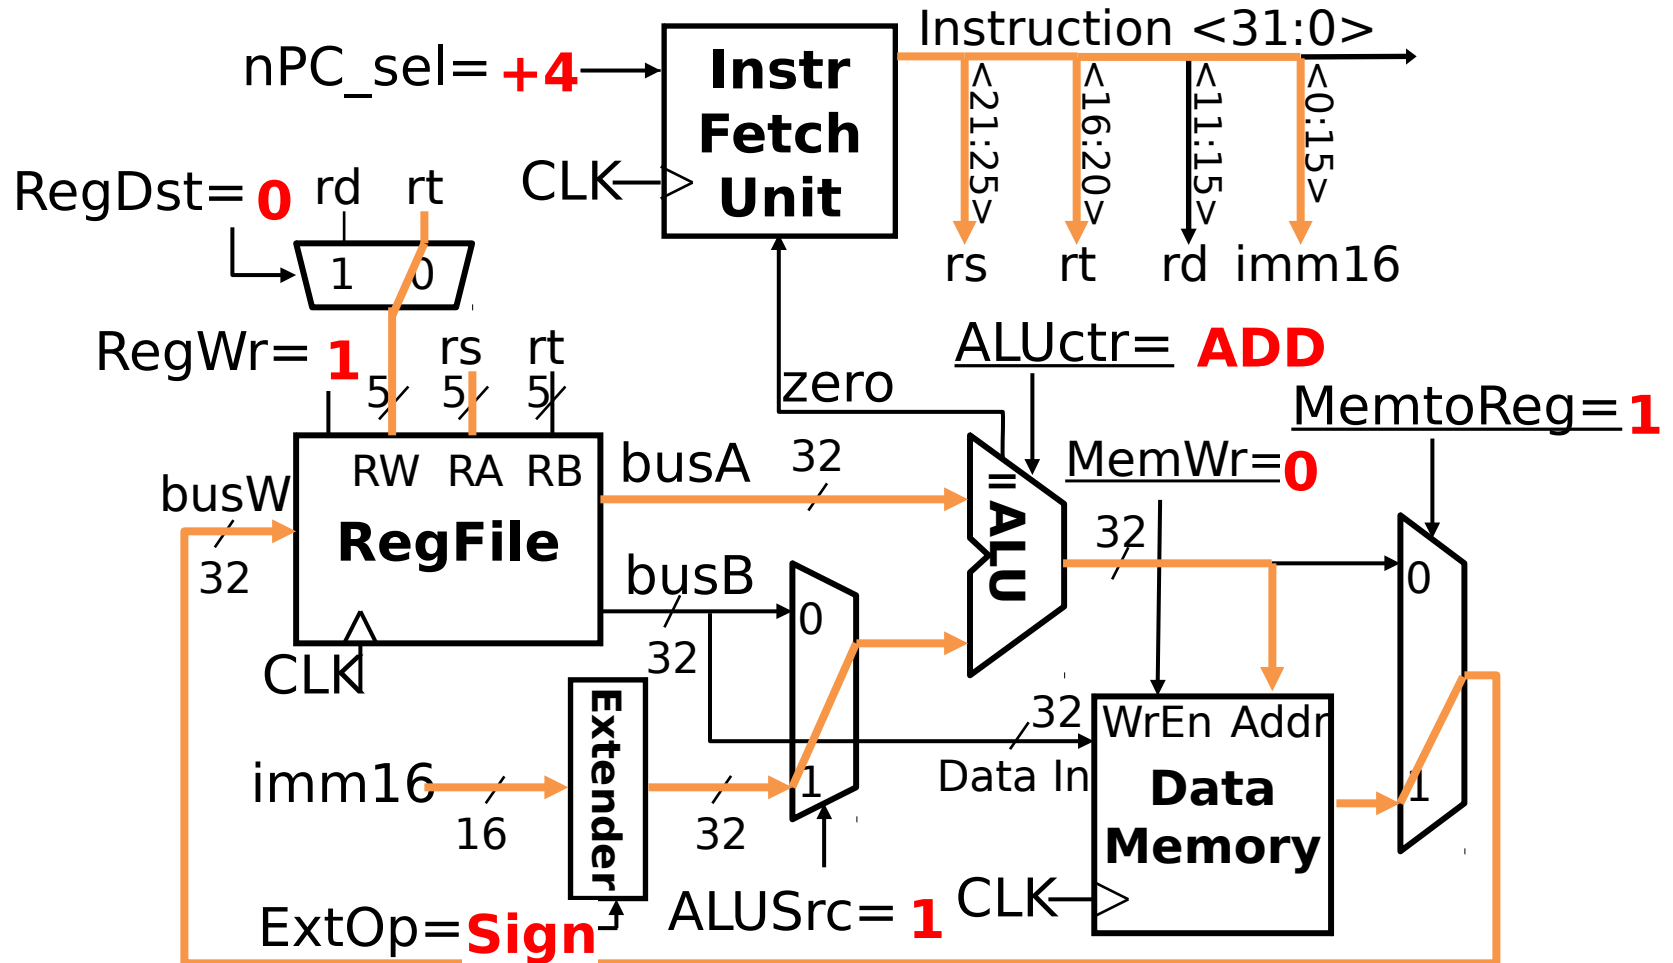 Instruction <31:0>
nPC_sel= +4
Instr
Fetch
Unit
CLK
<21:25>
<16:20>
<11:15>
<0:15>
rs
rt
rd
imm16
RegDst= 0
rd
rt
1
0
RegWr= 1
5
rs
5
rt
5
zero
ALUctr= ADD
MemtoReg=1
MemWr=0
busW
32
RW RA RB
RegFile
CLK
busA
32
busB
32
0
1
= ALU
32
0
1
32
WrEn Addr
Data In
Data
Memory
CLK
imm16
16
Extender
32
ExtOp=Sign
ALUSrc= 1